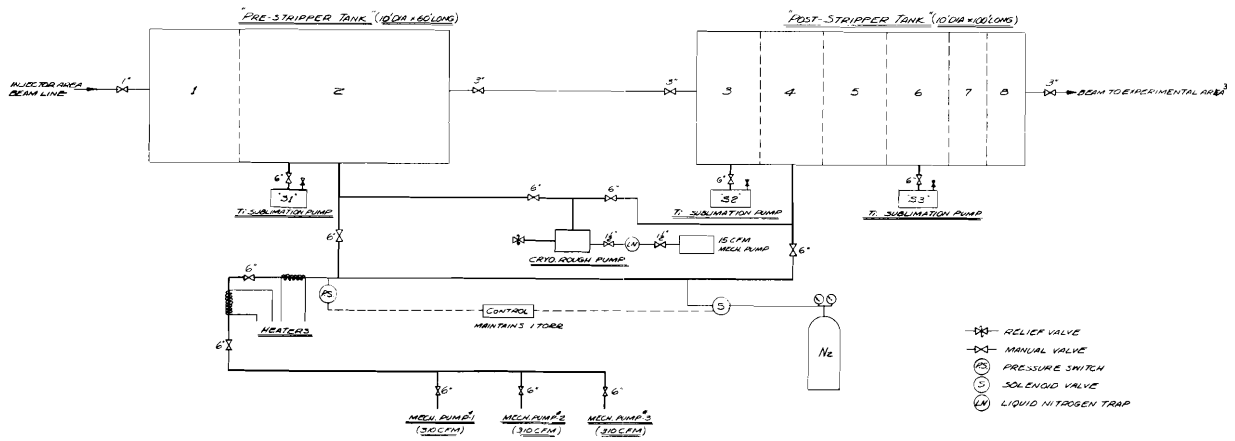 "PRE-STRIPPER TANK" (10'DIA × 60'LONG)
"POST-STRIPPER TANK" (10'DIA × 100'LONG)
INJECTOR AREA
BEAM LINE
1"
1
2
3"
3"
3
4
5
6
7
8
3"
BEAM TO EXPERIMENTAL AREA
3
6"
"S1"
Ti SUBLIMATION PUMP
6"
6"
6"
"S2"
Ti SUBLIMATION PUMP
6"
"S3"
Ti SUBLIMATION PUMP
6"
CRYO. ROUGH PUMP
1½"
LN
1½"
15 CFM
MECH. PUMP
6"
6"
HEATERS
PS
CONTROL
MAINTAINS 1 TORR
S
N2
6"
6"
6"
6"
MECH. PUMP #1
(310 CFM)
MECH. PUMP #2
(310 CFM)
MECH. PUMP #3
(310 CFM)
RELIEF VALVE
MANUAL VALVE
PS PRESSURE SWITCH
S SOLENOID VALVE
LN LIQUID NITROGEN TRAP